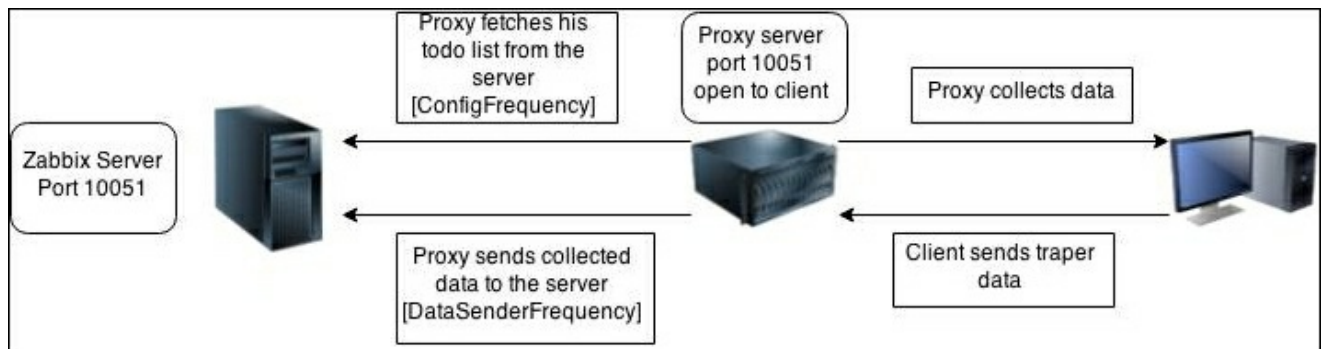 Zabbix Server
Port 10051
Proxy fetches his
todo list from the
server
[ConfigFrequency]
Proxy sends collected
data to the server
[DataSenderFrequency]
Proxy server
port 10051
open to client
Proxy collects data
Client sends traper
data